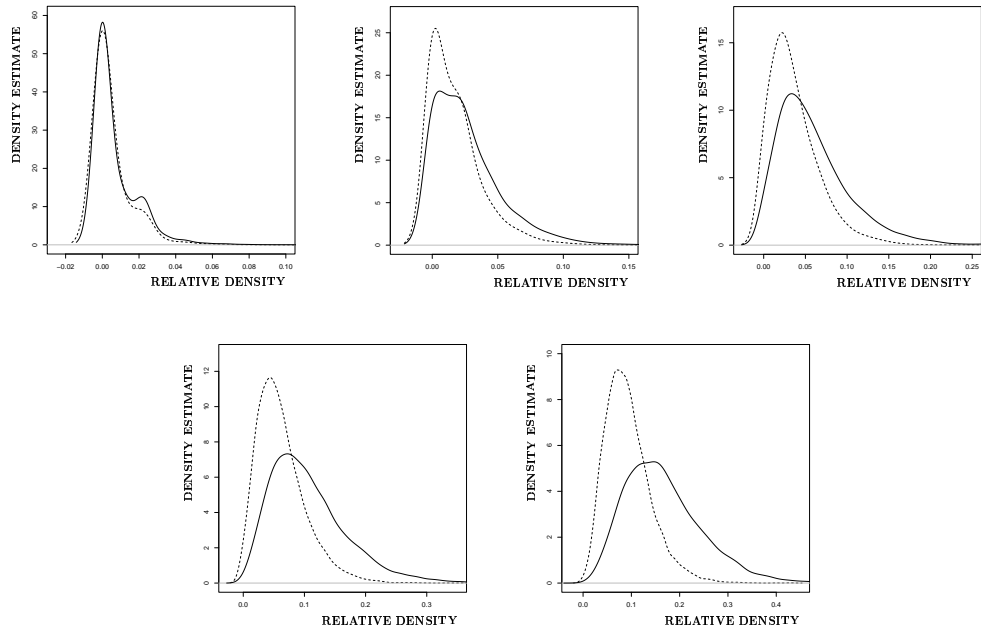 DENSITY ESTIMATE
0 10 20 30 40 50 60
−0.02 0.00 0.02 0.04 0.06 0.08 0.10
RELATIVE DENSITY
DENSITY ESTIMATE
0 5 10 15 20 25
0.00 0.05 0.10 0.15
RELATIVE DENSITY
DENSITY ESTIMATE
0 5 10 15
0.00 0.05 0.10 0.15 0.20 0.25
RELATIVE DENSITY
DENSITY ESTIMATE
0 2 4 6 8 10 12
0.0 0.1 0.2 0.3
RELATIVE DENSITY
DENSITY ESTIMATE
0 2 4 6 8 10
0.0 0.1 0.2 0.3 0.4
RELATIVE DENSITY